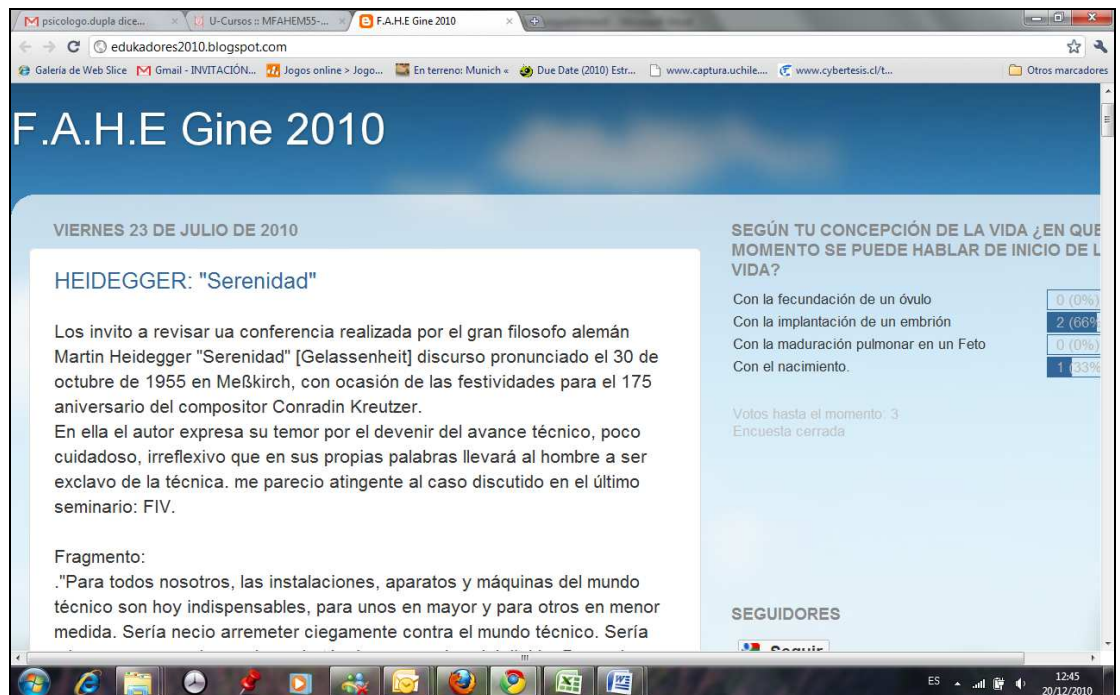 psicologo.dupla dice...
U-Cursos :: MFAHEM55-...
F.A.H.E Gine 2010
edukadores2010.blogspot.com
Galería de Web Slice
Gmail - INVITACIÓN...
Jogos online > Jogo...
En terreno: Munich «
Due Date (2010) Estr...
www.captura.uchile....
www.cybertesis.cl/t...
Otros marcadores
F.A.H.E Gine 2010
VIERNES 23 DE JULIO DE 2010
HEIDEGGER: "Serenidad"
Los invito a revisar ua conferencia realizada por el gran filosofo alemán
Martin Heidegger "Serenidad" [Gelassenheit] discurso pronunciado el 30 de
octubre de 1955 en Meßkirch, con ocasión de las festividades para el 175
aniversario del compositor Conradin Kreutzer.
En ella el autor expresa su temor por el devenir del avance técnico, poco
cuidadoso, irreflexivo que en sus propias palabras llevará al hombre a ser
exclavo de la técnica. me parecio atingente al caso discutido en el último
seminario: FIV.
Fragmento:
."Para todos nosotros, las instalaciones, aparatos y máquinas del mundo
técnico son hoy indispensables, para unos en mayor y para otros en menor
medida. Sería necio arremeter ciegamente contra el mundo técnico. Sería
SEGÚN TU CONCEPCIÓN DE LA VIDA ¿EN QUE
MOMENTO SE PUEDE HABLAR DE INICIO DE L
VIDA?
Con la fecundación de un óvulo 0 (0%)
Con la implantación de un embrión 2 (66%
Con la maduración pulmonar en un Feto 0 (0%)
Con el nacimiento. 1 (33%
Votos hasta el momento: 3
Encuesta cerrada
SEGUIDORES
Seguir
ES
12:45
20/12/2010